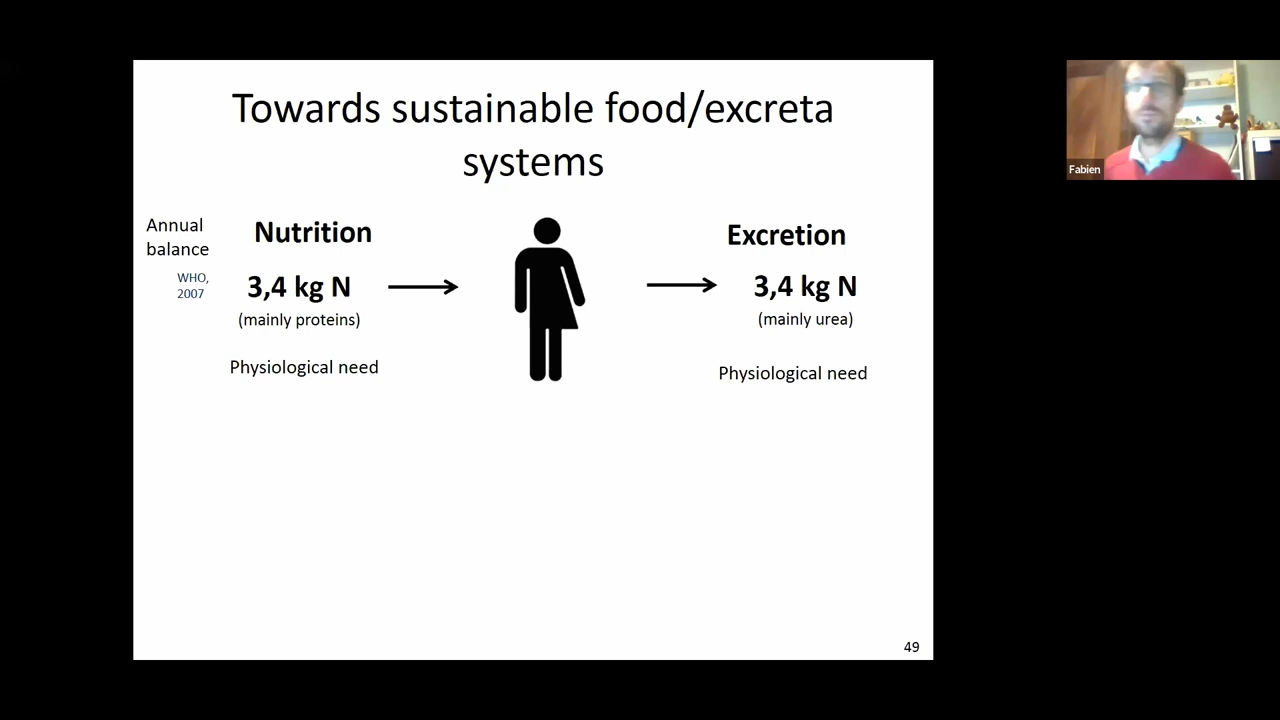 Towards sustainable food/excreta
systems
Annual
balance
WHO,
2007
Nutrition
3,4 kg N
(mainly proteins)
Physiological need
Excretion
3,4 kg N
(mainly urea)
Physiological need
49
Fabien